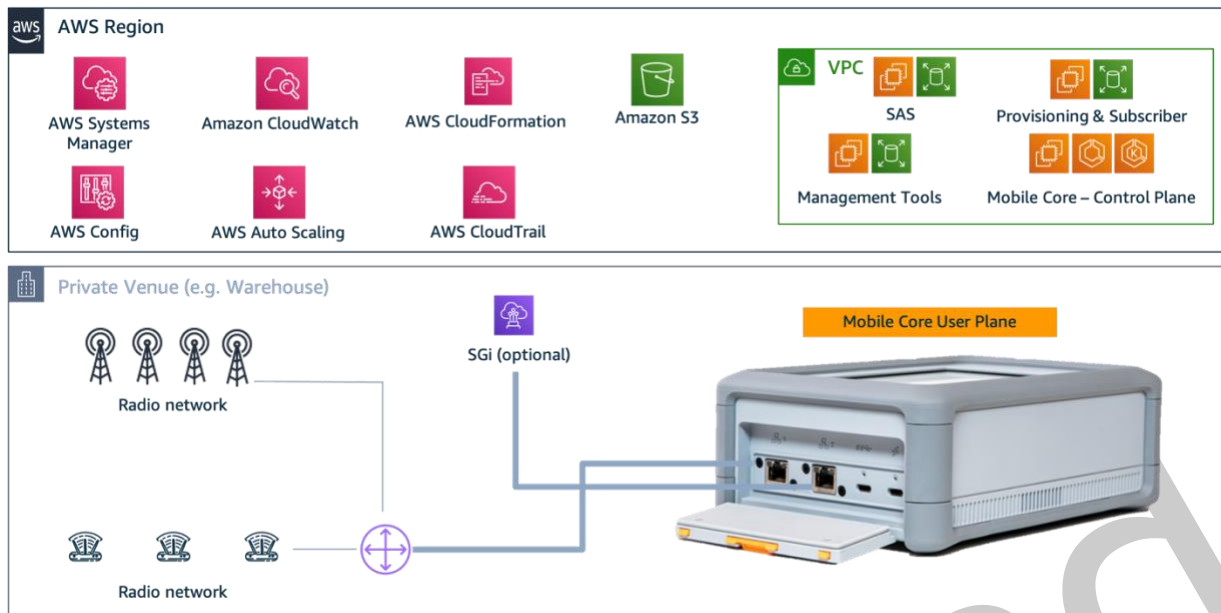 aws
AWS Region
AWS Systems
Manager
Amazon CloudWatch
AWS CloudFormation
Amazon S3
AWS Config
AWS Auto Scaling
AWS CloudTrail
VPC
SAS
Provisioning & Subscriber
Management Tools
Mobile Core – Control Plane
Private Venue (e.g. Warehouse)
Radio network
SGi (optional)
Mobile Core User Plane
Radio network